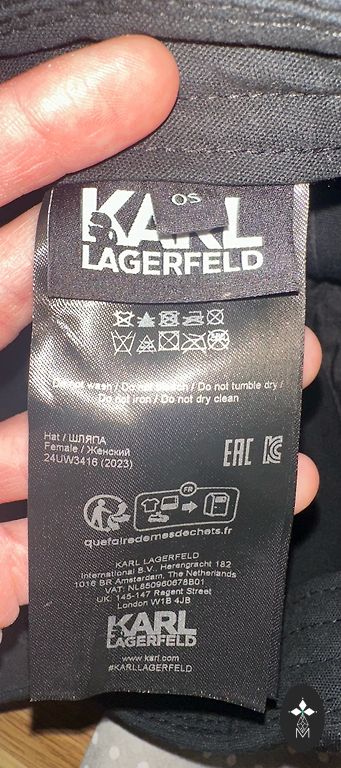 OS
KARL
LAGERFELD
Do not wash / Do not bleach / Do not tumble dry /
Do not iron / Do not dry clean
Hat / ШЛЯПА
Female / Женский
24UW3416 (2023)
EAC
FR
quefairedemesdechets.fr
KARL LAGERFELD
International B.V., Herengracht 182
1016 BR Amsterdam, The Netherlands
VAT: NL850960678B01
UK: 145-147 Regent Street
London W1B 4JB
KARL
LAGERFELD
www.karl.com
#KARLLAGERFELD
M